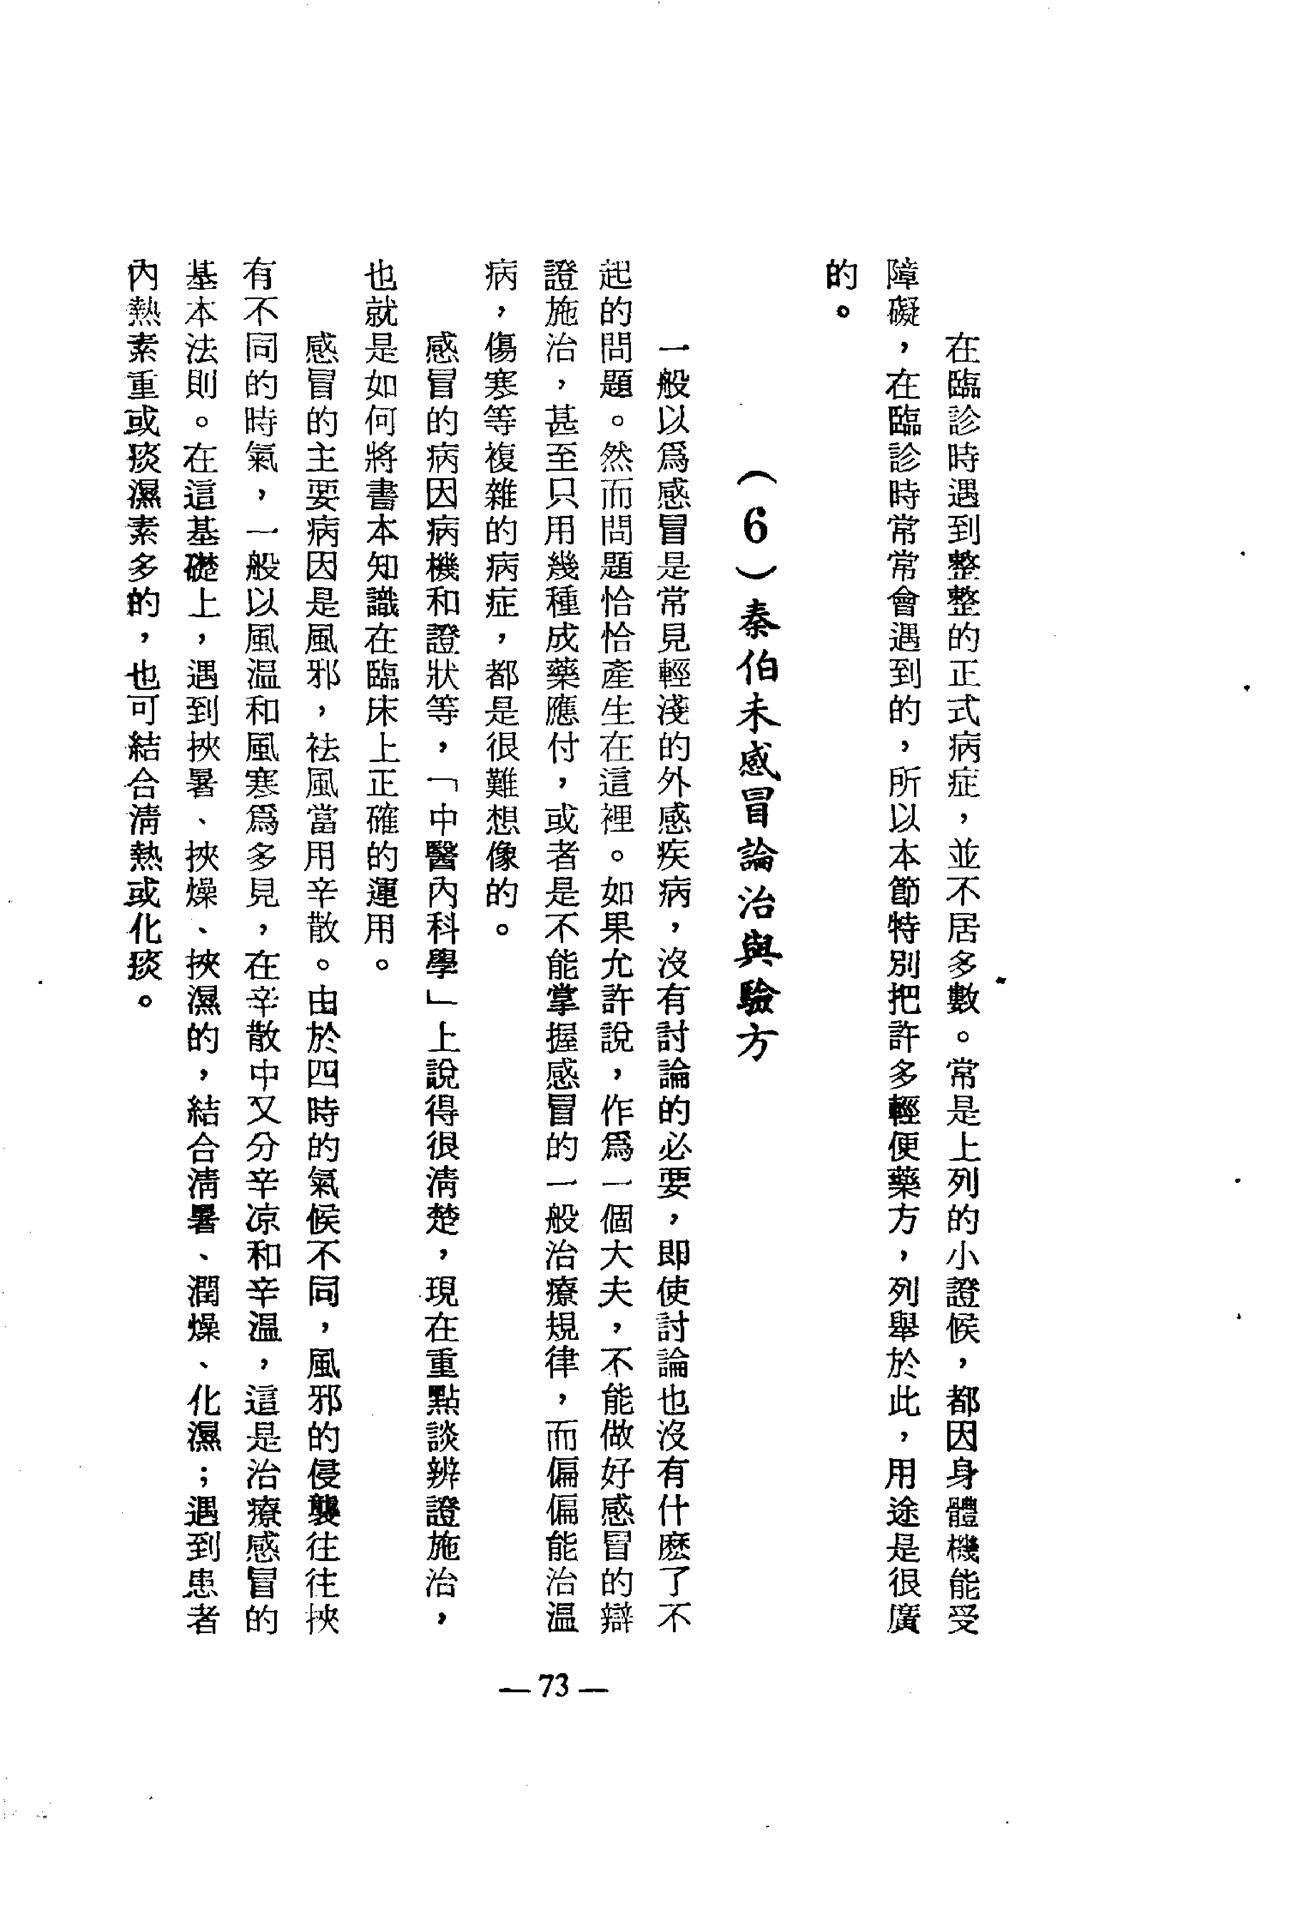 在臨診時遇到整整的正式病症，並不居多數。常是上列的小證候，都因身體機能受
障礙，在臨診時常常會遇到的，所以本節特別把許多輕便藥方，列舉於此，用途是很廣
的。
（6）秦伯未感冒論治與驗方
一般以爲感冒是常見輕淺的外感疾病，沒有討論的必要，即使討論也沒有什麽了不
起的問題。然而問題恰恰產生在這裡。如果允許說，作爲一個大夫，不能做好感冒的辯
證施治，甚至只用幾種成藥應付，或者是不能掌握感冒的一般治療規律，而偏偏能治温
病，傷寒等複雜的病症，都是很難想像的。
感冒的病因病機和證狀等，「中醫內科學」上說得很淸楚，現在重點談辨證施治，
也就是如何將書本知識在臨床上正確的運用。
感冒的主要病因是風邪，袪風當用辛散。由於四時的氣候不同，風邪的侵襲往往挾
有不同的時氣，一般以風温和風寒爲多見，在辛散中又分辛凉和辛温，這是治療感冒的
基本法則。在這基礎上，遇到挾暑、挾燥、挾濕的，結合淸暑、潤燥、化濕；遇到患者
內熱素重或痰濕素多的，也可結合淸熱或化痰。
—73—